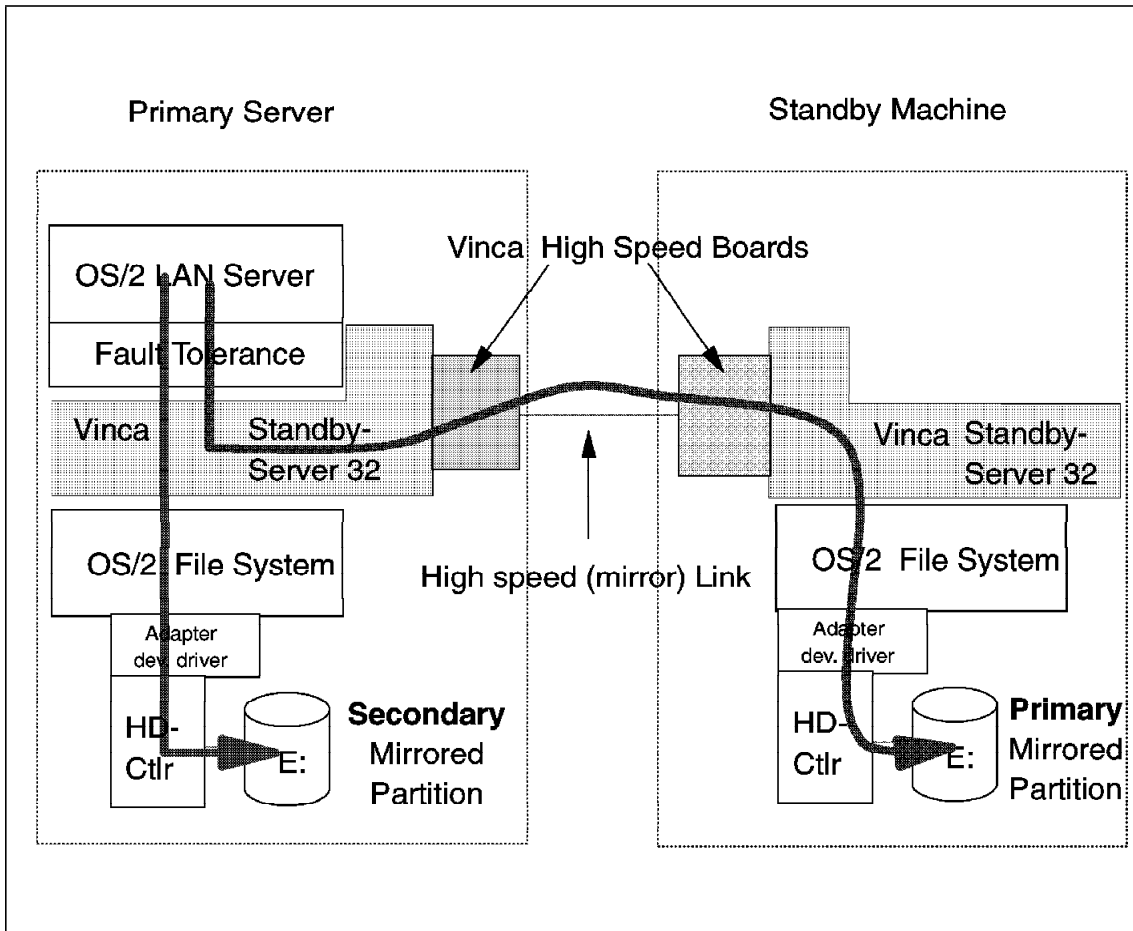 Primary Server
Standby Machine
Vinca High Speed Boards
OS/2 LAN Server
Fault Tolerance
Vinca Standby-
Server 32
Vinca Standby-
Server 32
OS/2 File System
High speed (mirror) Link
OS/2 File System
Adapter
dev. driver
Adapter
dev. driver
HD-
Ctlr
E:
Secondary
Mirrored
Partition
HD-
Ctlr
E:
Primary
Mirrored
Partition